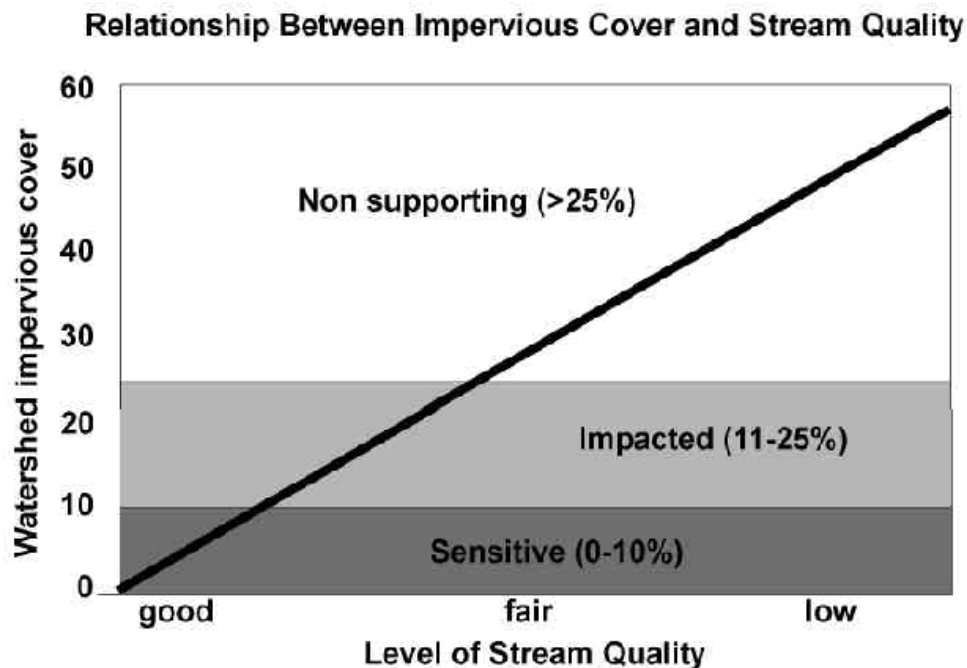 Relationship Between Impervious Cover and Stream Quality
Watershed impervious cover
60
50
40
30
20
10
0
Non supporting (>25%)
Impacted (11-25%)
Sensitive (0-10%)
good fair low
Level of Stream Quality